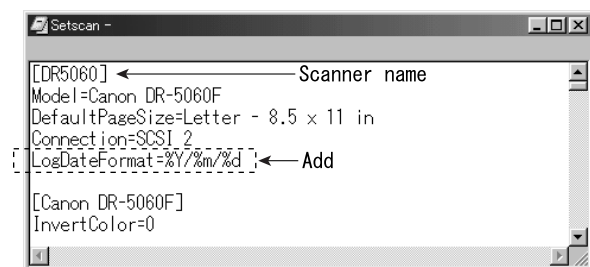 Setscan -
[DR5060] Scanner name
Model=Canon DR-5060F
DefaultPageSize=Letter - 8.5 x 11 in
Connection=SCSI 2
LogDateFormat=%Y/%m/%d Add
[Canon DR-5060F]
InvertColor=0